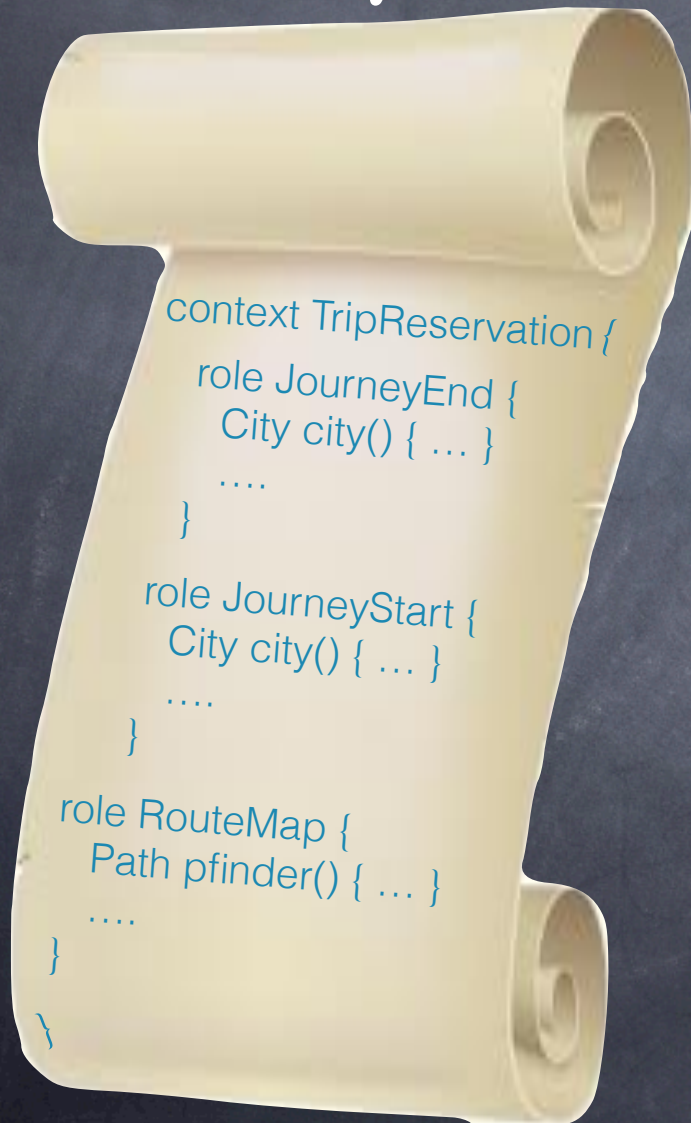 context TripReservation {
role JourneyEnd {
City city() { … }
….
}
role JourneyStart {
City city() { … }
….
}
role RouteMap {
Path pfinder() { … }
….
}
}